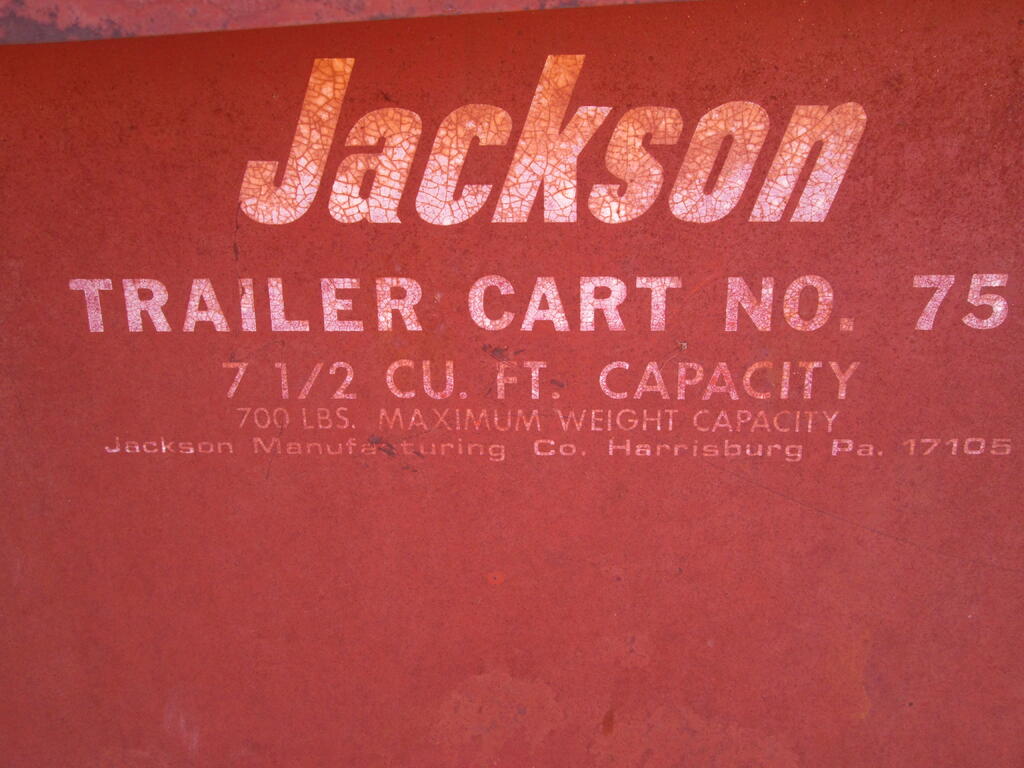 Jackson
TRAILER CART NO. 75
7 1/2 CU. FT. CAPACITY
700 LBS. MAXIMUM WEIGHT CAPACITY
Jackson Manufacturing Co. Harrisburg Pa. 17105